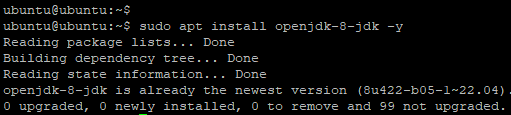 ubuntu@ubuntu:~$
ubuntu@ubuntu:~$ sudo apt install openjdk-8-jdk -y
Reading package lists... Done
Building dependency tree... Done
Reading state information... Done
openjdk-8-jdk is already the newest version (8u422-b05-1~22.04).
0 upgraded, 0 newly installed, 0 to remove and 99 not upgraded.